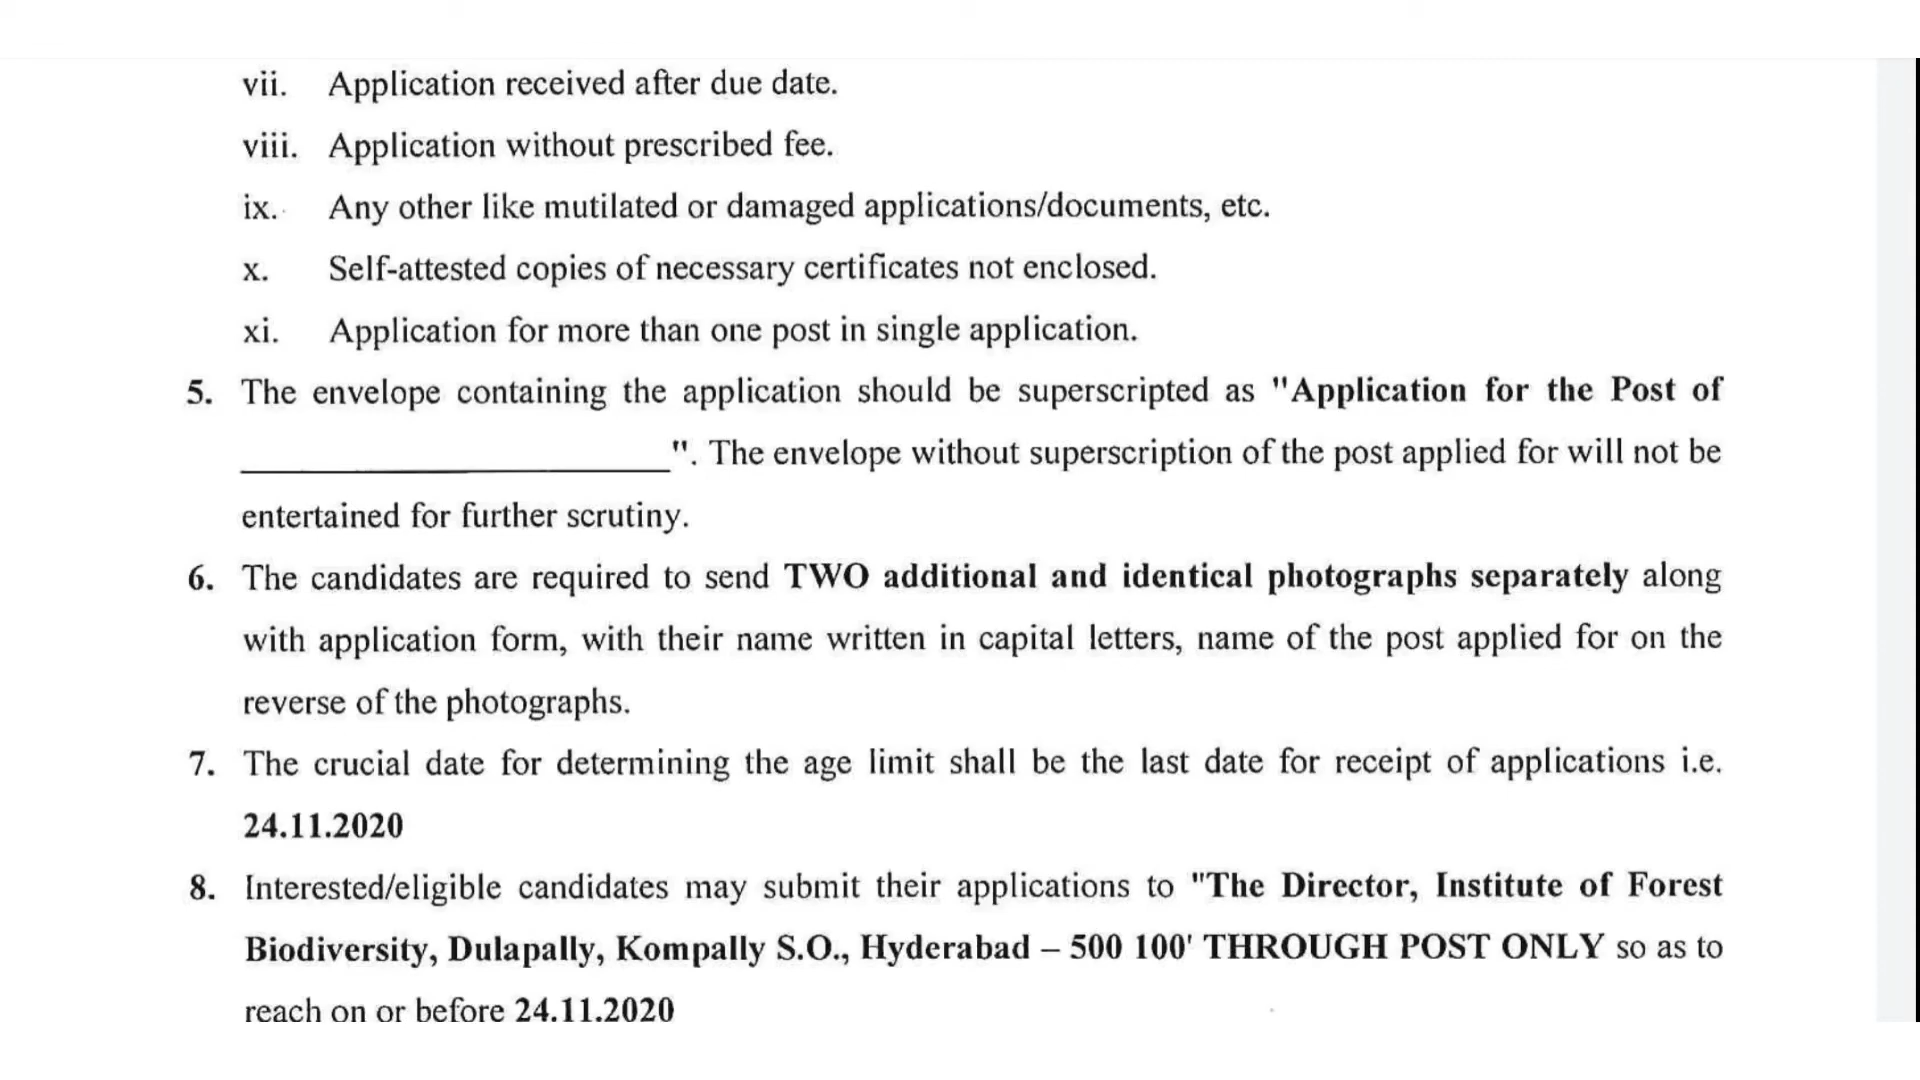 vii. Application received after due date.
viii. Application without prescribed fee.
ix. Any other like mutilated or damaged applications/documents, etc.
x. Self-attested copies of necessary certificates not enclosed.
xi. Application for more than one post in single application.
5. The envelope containing the application should be superscripted as "Application for the Post of
______________________". The envelope without superscription of the post applied for will not be
entertained for further scrutiny.
6. The candidates are required to send TWO additional and identical photographs separately along
with application form, with their name written in capital letters, name of the post applied for on the
reverse of the photographs.
7. The crucial date for determining the age limit shall be the last date for receipt of applications i.e.
24.11.2020
8. Interested/eligible candidates may submit their applications to "The Director, Institute of Forest
Biodiversity, Dulapally, Kompally S.O., Hyderabad – 500 100' THROUGH POST ONLY so as to
reach on or before 24.11.2020